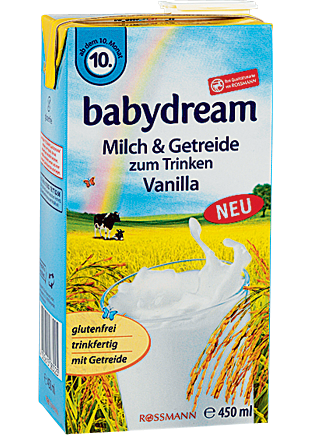 ab dem 10. Monat
10.
ROSSMANN
babydream
Milch & Getreide
zum Trinken
Vanilla
NEU
glutenfrei
trinkfertig
mit Getreide
ROSSMANN
℮ 450 ml